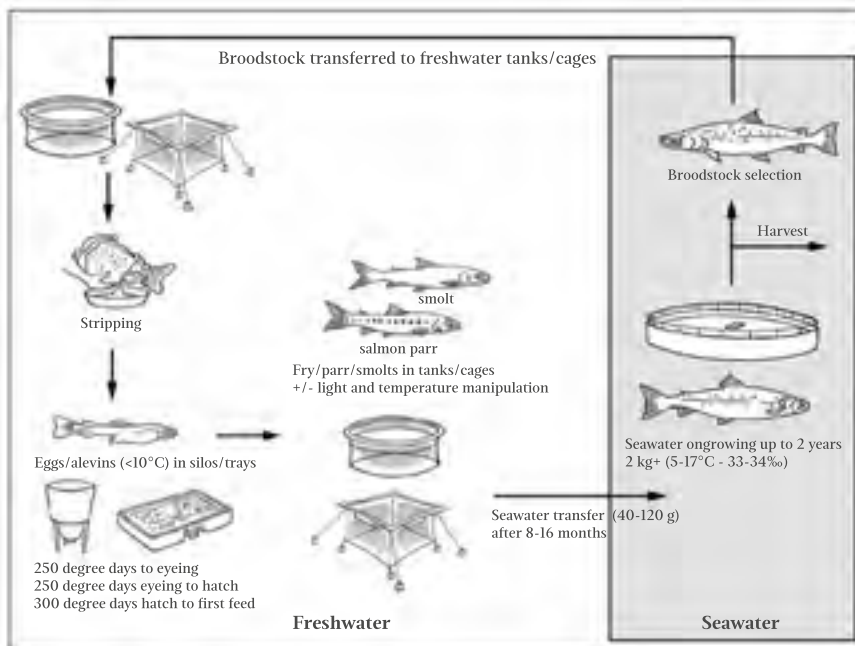 Broodstock transferred to freshwater tanks/cages
Broodstock selection
Harvest
Stripping
smolt
salmon parr
Fry/parr/smolts in tanks/cages
+/- light and temperature manipulation
Eggs/alevins (<10°C) in silos/trays
250 degree days to eyeing
250 degree days eyeing to hatch
300 degree days hatch to first feed
Seawater transfer (40-120 g)
after 8-16 months
Seawater ongrowing up to 2 years
2 kg+ (5-17°C - 33-34‰)
Freshwater
Seawater